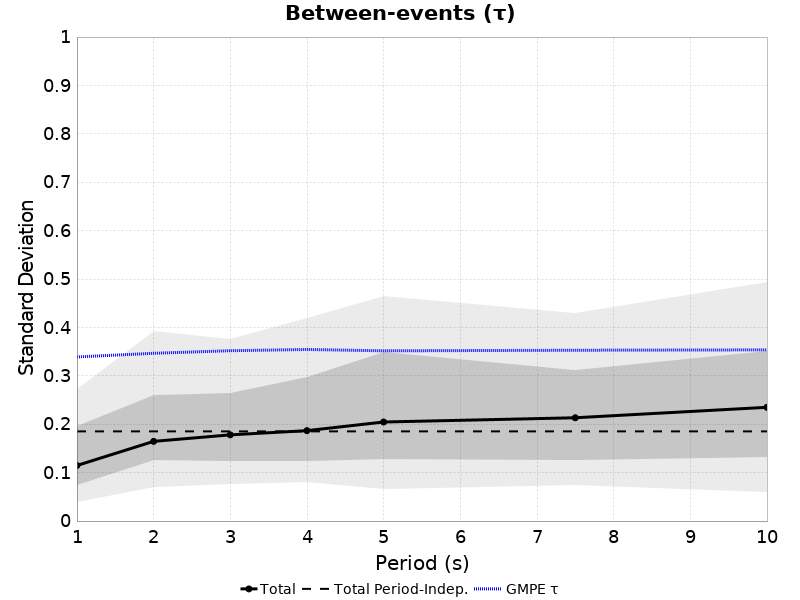 Between-events (τ)
1
0.9
0.8
0.7
0.6
0.5
0.4
0.3
0.2
0.1
0
Standard Deviation
1 2 3 4 5 6 7 8 9 10
Period (s)
Total Total Period-Indep. GMPE τ